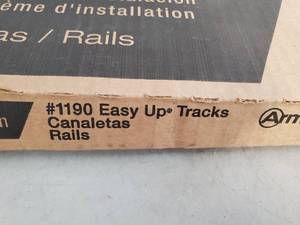 ème d'installation
as / Rails
#1190 Easy Up® Tracks
Canaletas
Rails
Arm